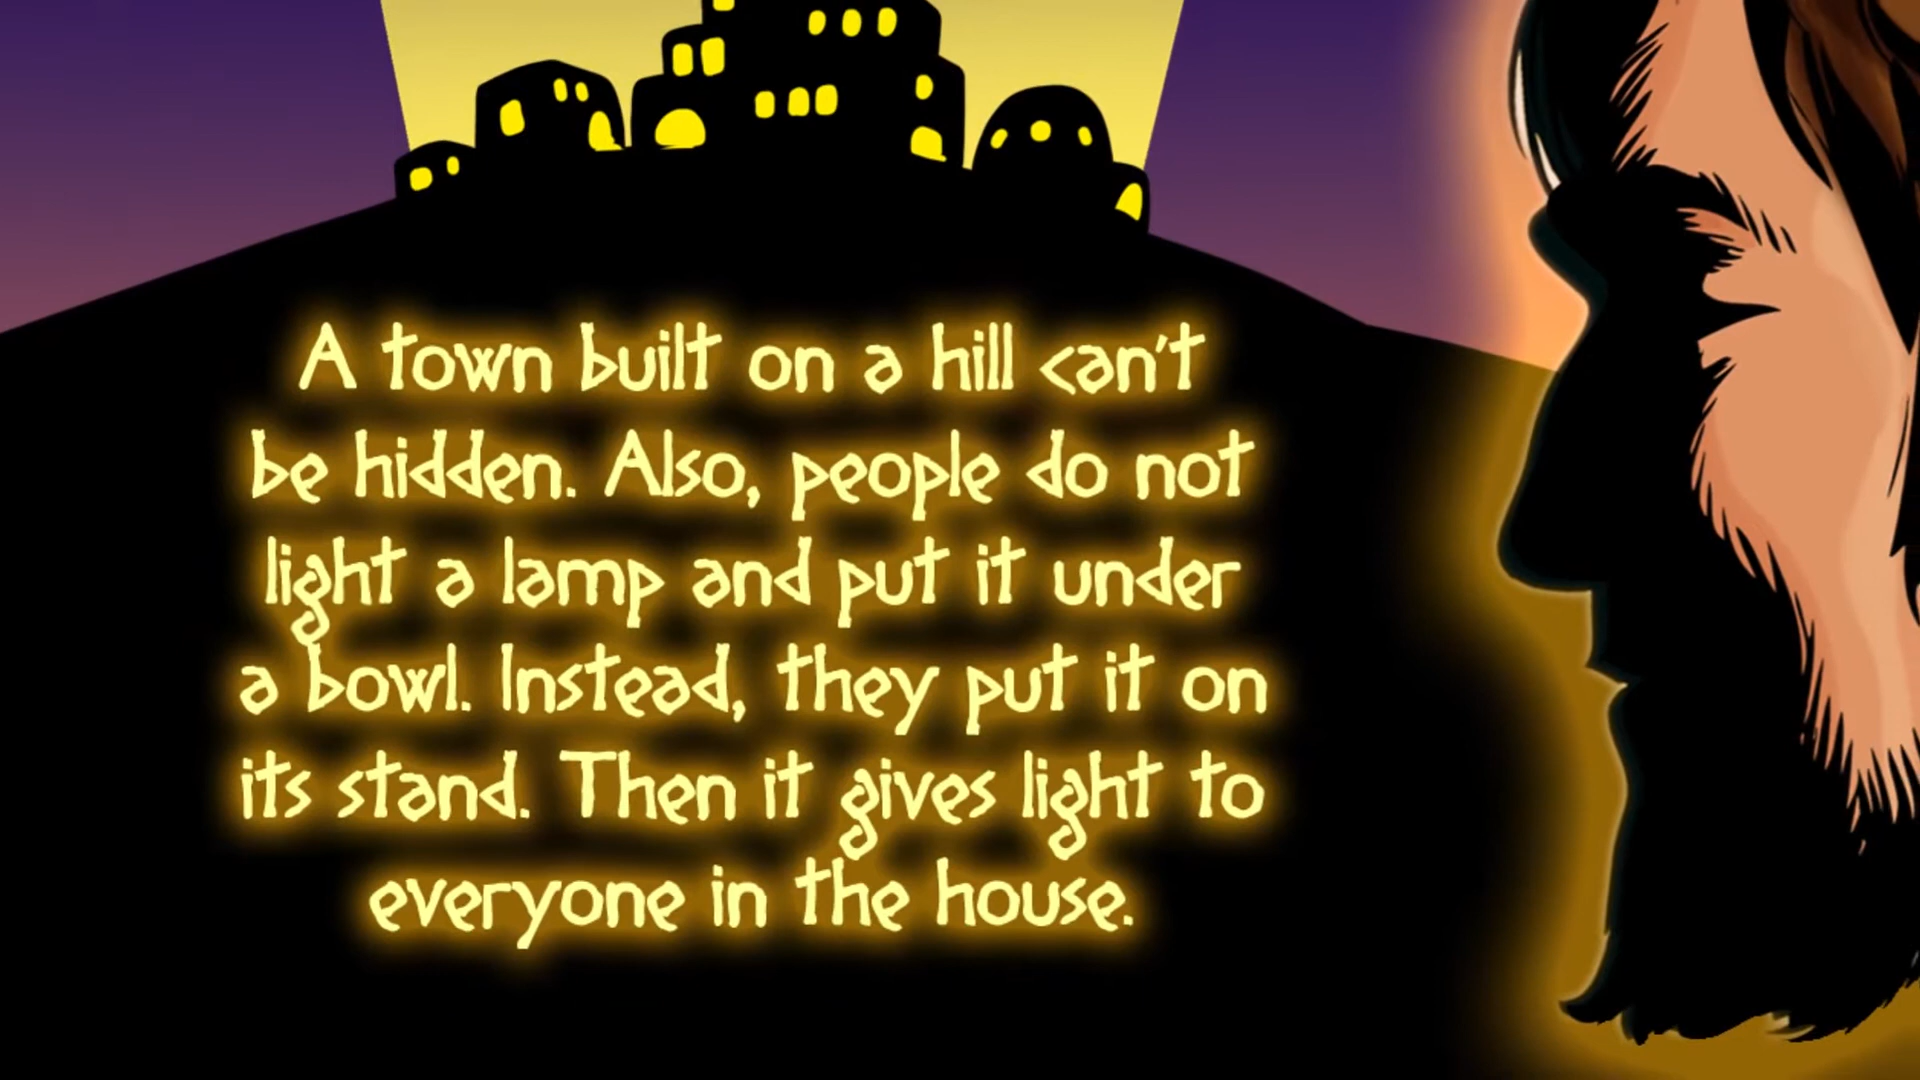 A town built on a hill can't
be hidden. Also, people do not
light a lamp and put it under
a bowl. Instead, they put it on
its stand. Then it gives light to
everyone in the house.